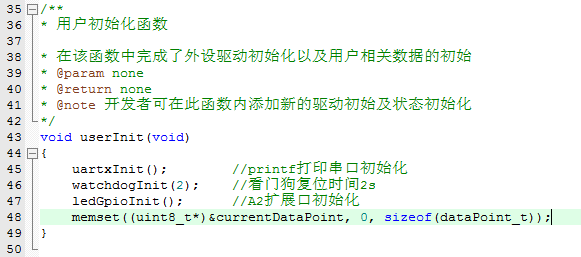 35 /**
36 * 用户初始化函数
37
38 * 在该函数中完成了外设驱动初始化以及用户相关数据的初始
39 * @param none
40 * @return none
41 * @note 开发者可在此函数内添加新的驱动初始及状态初始化
42 */
43 void userInit(void)
44 {
45 uartxInit(); //printf打印串口初始化
46 watchdogInit(2); //看门狗复位时间2s
47 ledGpioInit(); //A2扩展口初始化
48 memset((uint8_t*)&currentDataPoint, 0, sizeof(dataPoint_t));
49 }
50